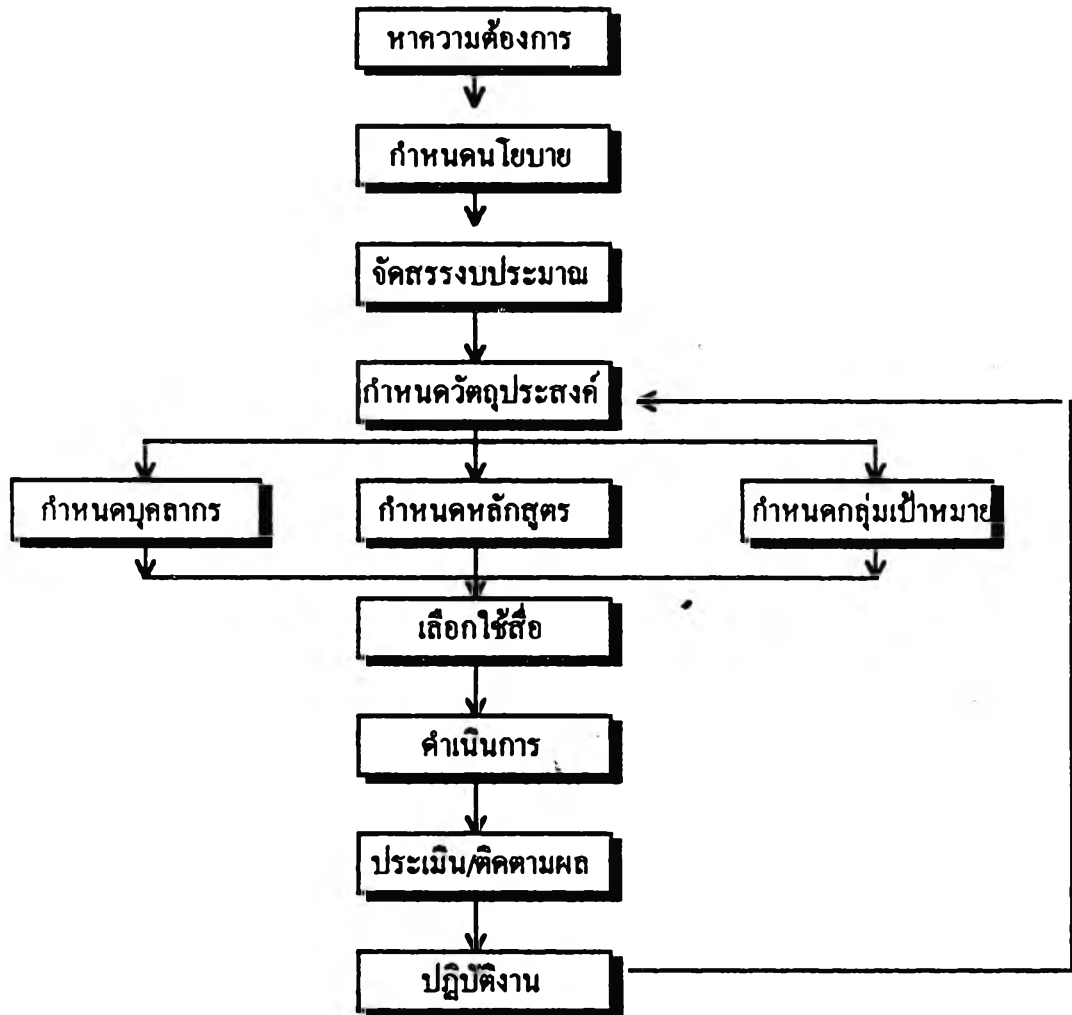 หาความต้องการ
กำหนดนโยบาย
จัดสรรงบประมาณ
กำหนดวัตถุประสงค์
กำหนดบุคลากร
กำหนดหลักสูตร
กำหนดกลุ่มเป้าหมาย
เลือกใช้สื่อ
ดำเนินการ
ประเมิน/ติดตามผล
ปฏิบัติงาน